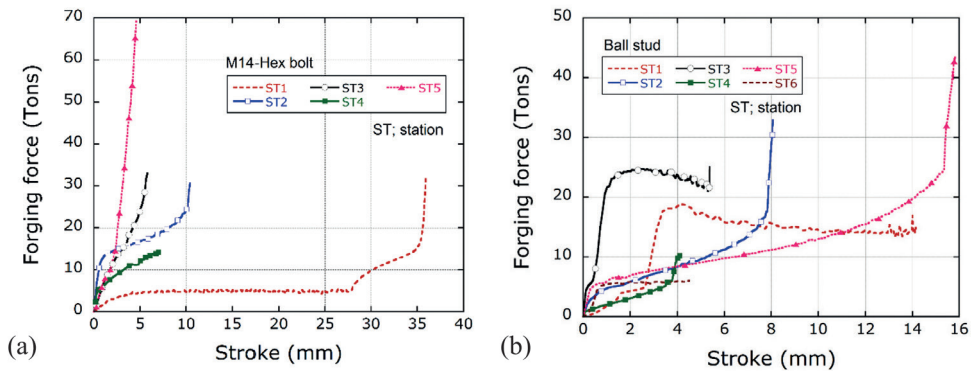 M14-Hex bolt
ST1 ST3 ST5
ST2 ST4
ST; station
Forging force (Tons)
70
60
50
40
30
20
10
0
0 5 10 15 20 25 30 35 40
Stroke (mm)
(a)
Ball stud
ST1 ST3 ST5
ST2 ST4 ST6
ST; station
Forging force (Tons)
50
40
30
20
10
0
0 2 4 6 8 10 12 14 16
Stroke (mm)
(b)